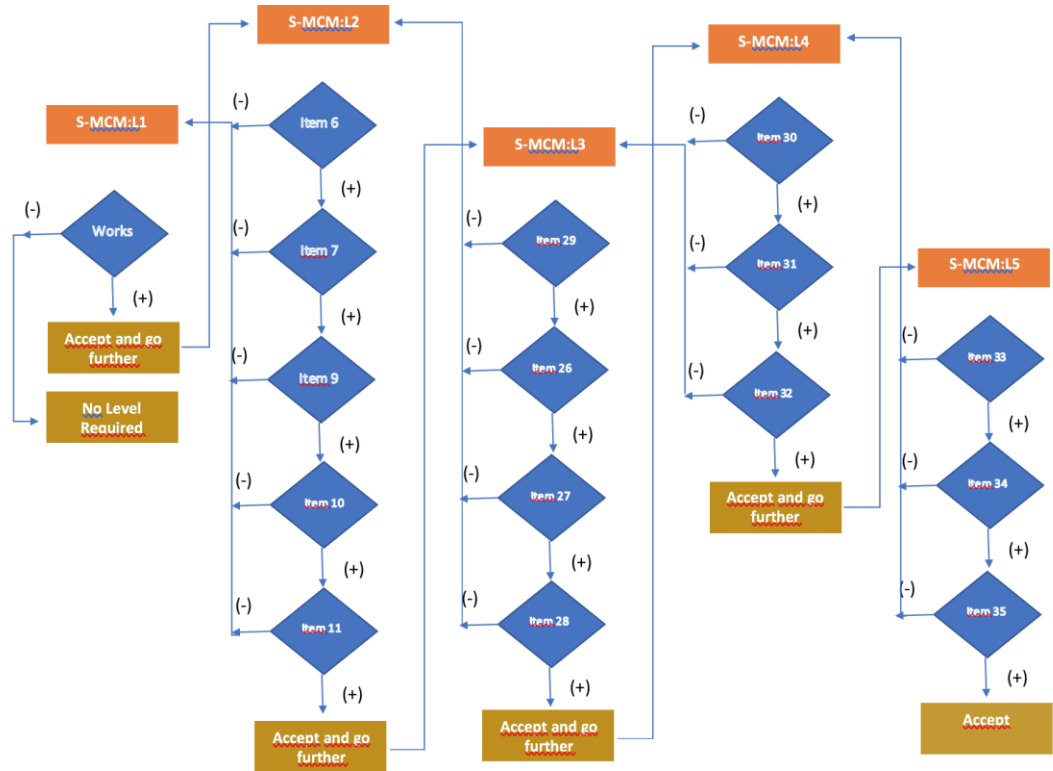 S-MCM:L1
(-)
Works
(+)
Accept and go
further
No Level
Required
S-MCM:L2
(-)
Item 6
(+)
(-)
Item 7
(+)
(-)
Item 9
(+)
(-)
Item 10
(+)
(-)
Item 11
(+)
Accept and go
further
S-MCM:L3
(-)
Item 29
(+)
(-)
Item 26
(+)
(-)
Item 27
(+)
(-)
Item 28
(+)
Accept and go
further
S-MCM:L4
(-)
Item 30
(+)
(-)
Item 31
(+)
(-)
Item 32
(+)
Accept and go
further
S-MCM:L5
(-)
Item 33
(+)
(-)
Item 34
(+)
(-)
Item 35
(+)
Accept